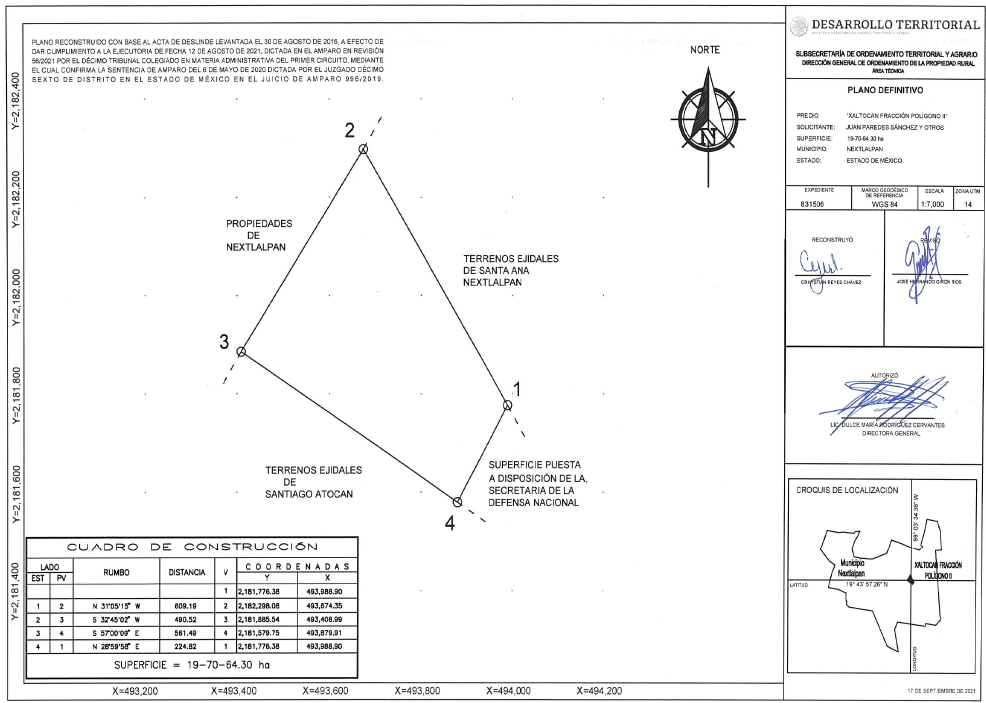 PLANO RECONSTRUIDO CON BASE AL ACTA DE DESLINDE LEVANTADA EL 30 DE AGOSTO DE 2016, A EFECTO DE
DAR CUMPLIMIENTO A LA EJECUTORIA DE FECHA 12 DE AGOSTO DE 2021, DICTADA EN EL AMPARO EN REVISIÓN
56/2021 POR EL DÉCIMO TRIBUNAL COLEGIADO EN MATERIA ADMINISTRATIVA DEL PRIMER CIRCUITO, MEDIANTE
EL CUAL CONFIRMA LA SENTENCIA DE AMPARO DEL 6 DE MAYO DE 2020 DICTADA POR EL JUZGADO DÉCIMO
SEXTO DE DISTRITO EN EL ESTADO DE MÉXICO EN EL JUICIO DE AMPARO 996/2019.
NORTE
N
Y=2,182,400
Y=2,182,200
Y=2,182,000
Y=2,181,800
Y=2,181,600
Y=2,181,400
2
PROPIEDADES
DE
NEXTLALPAN
TERRENOS EJIDALES
DE SANTA ANA
NEXTLALPAN
3
1
TERRENOS EJIDALES
DE
SANTIAGO ATOCAN
SUPERFICIE PUESTA
A DISPOSICIÓN DE LA,
SECRETARIA DE LA
DEFENSA NACIONAL
4
CUADRO DE CONSTRUCCIÓN
LADO RUMBO DISTANCIA V COORDENADAS
EST PV Y X
1 2,181,776.38 493,988.90
1 2 N 31°05'15" W 609.19 2 2,182,298.08 493,674.35
2 3 S 32°45'02" W 490.52 3 2,181,885.54 493,408.99
3 4 S 57°00'09" E 561.49 4 2,181,579.75 493,879.91
4 1 N 28°59'58" E 224.82 1 2,181,776.38 493,988.90
SUPERFICIE = 19-70-64.30 ha
X=493,200 X=493,400 X=493,600 X=493,800 X=494,000 X=494,200
DESARROLLO TERRITORIAL
SUBSECRETARÍA DE ORDENAMIENTO TERRITORIAL Y AGRARIO
DIRECCIÓN GENERAL DE ORDENAMIENTO DE LA PROPIEDAD RURAL
ÁREA TÉCNICA
PLANO DEFINITIVO
PREDIO: "XALTOCAN FRACCIÓN POLÍGONO II"
SOLICITANTE: JUAN PAREDES SÁNCHEZ Y OTROS
SUPERFICIE: 19-70-64.30 ha
MUNICIPIO: NEXTLALPAN
ESTADO: ESTADO DE MÉXICO
EXPEDIENTE MARCO GEODÉSICO DE REFERENCIA ESCALA ZONA UTM
831506 WGS 84 1:7,000 14
RECONSTRUYÓ
CRHYSTIAN REYES CHÁVEZ
REVISÓ
JOSÉ HERNANDO GIRÓN RIOS
AUTORIZÓ
LIC. DULCE MARÍA RODRÍGUEZ CERVANTES
DIRECTORA GENERAL
CROQUIS DE LOCALIZACIÓN
99° 03' 34.36" W
Municipio
Nextlalpan
XALTOCAN FRACCIÓN
POLÍGONO II
LATITUD
19° 43' 57.26" N
LONGITUD
17 DE SEPTIEMBRE DE 2021